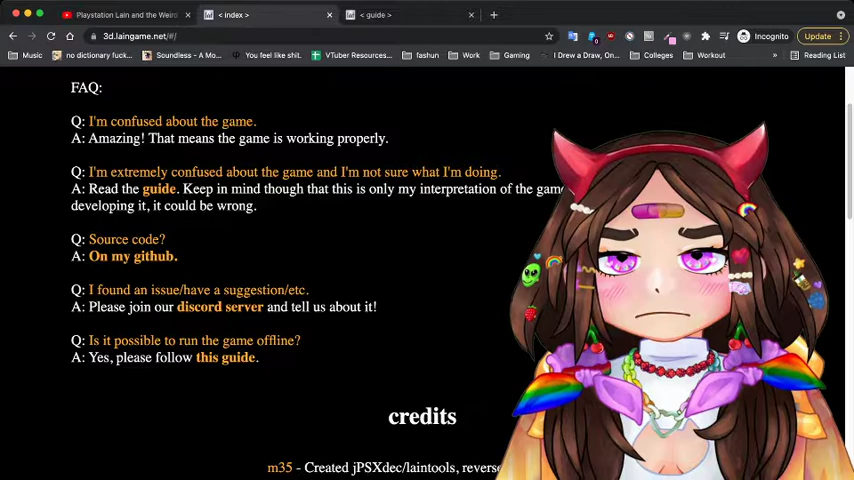 Playstation Lain and the Weiro
< index >
< guide >
3d.laingame.net/#/
Incognito
Update
Music
no dictionary fuck...
Soundless - A Mo...
You feel like shit.
VTuber Resources...
fashun
Work
Gaming
I Drew a Draw, On...
Colleges
Workout
»
Reading List
FAQ:
Q: I'm confused about the game.
A: Amazing! That means the game is working properly.
Q: I'm extremely confused about the game and I'm not sure what I'm doing.
A: Read the guide. Keep in mind though that this is only my interpretation of the game
developing it, it could be wrong.
Q: Source code?
A: On my github.
Q: I found an issue/have a suggestion/etc.
A: Please join our discord server and tell us about it!
Q: Is it possible to run the game offline?
A: Yes, please follow this guide.
credits
m35 - Created jPSXdec/laintools, reverse